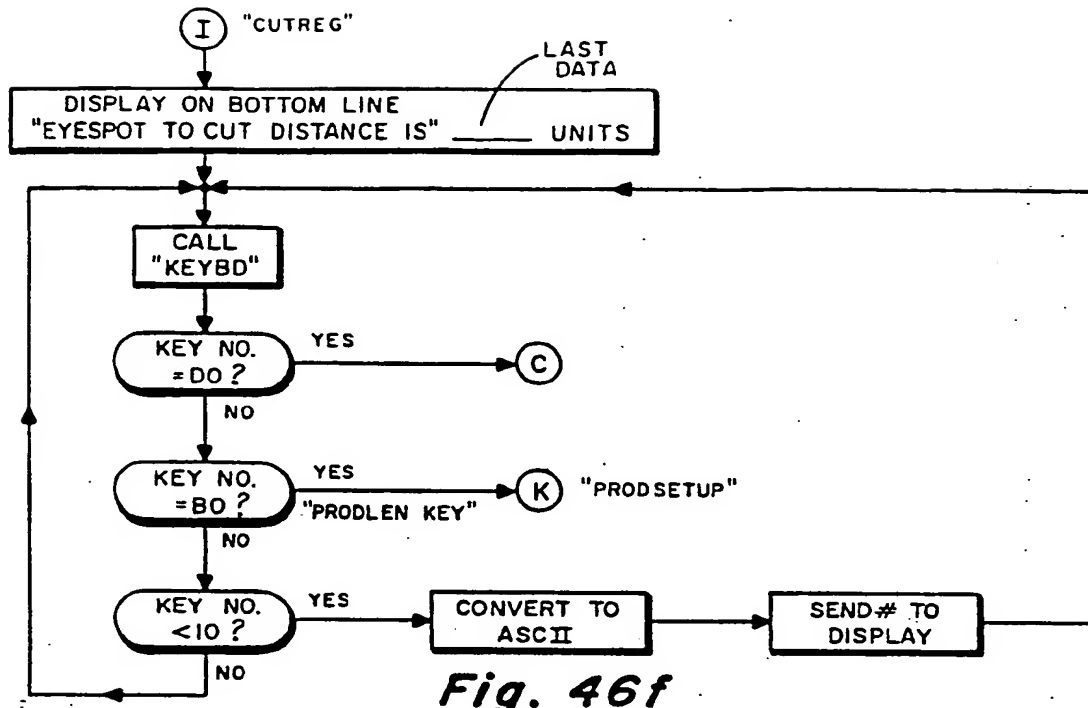 I "CUTREG"
LAST
DATA
DISPLAY ON BOTTOM LINE
"EYESPOT TO CUT DISTANCE IS" ____ UNITS
CALL
"KEYBD"
KEY NO.
=DO?
YES
C
NO
KEY NO.
=BO?
YES
"PRODLEN KEY"
K "PRODSETUP"
NO
KEY NO.
<10?
YES
CONVERT TO
ASCII
SEND # TO
DISPLAY
NO
Fig. 46f